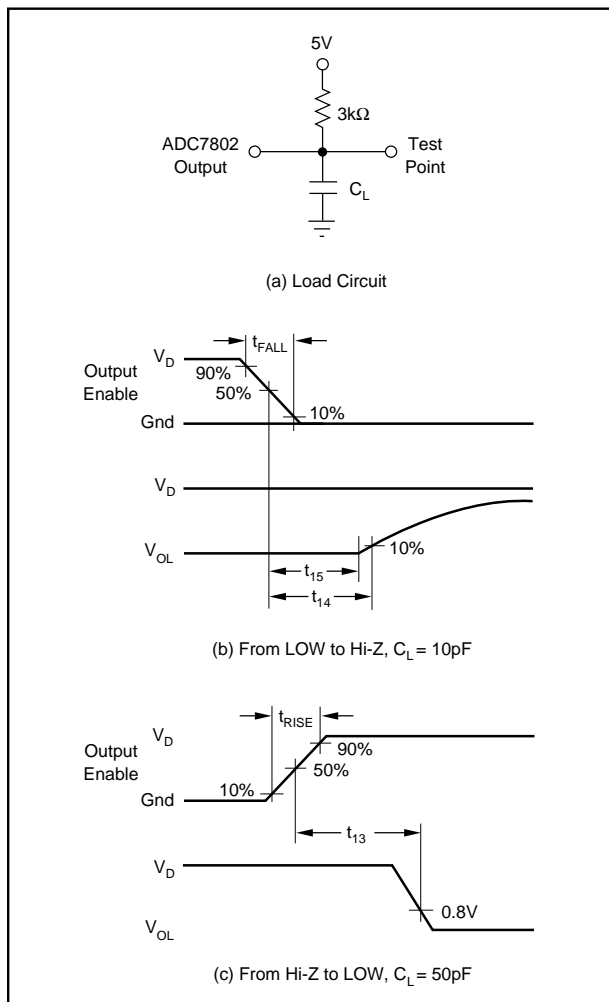 5V
3kΩ
ADC7802
Output
Test
Point
C_L
(a) Load Circuit
t_FALL
V_D
Output
Enable
90%
50%
10%
Gnd
V_D
V_OL
10%
t_15
t_14
(b) From LOW to Hi-Z, C_L = 10pF
t_RISE
V_D
Output
Enable
90%
50%
10%
Gnd
t_13
V_D
0.8V
V_OL
(c) From Hi-Z to LOW, C_L = 50pF